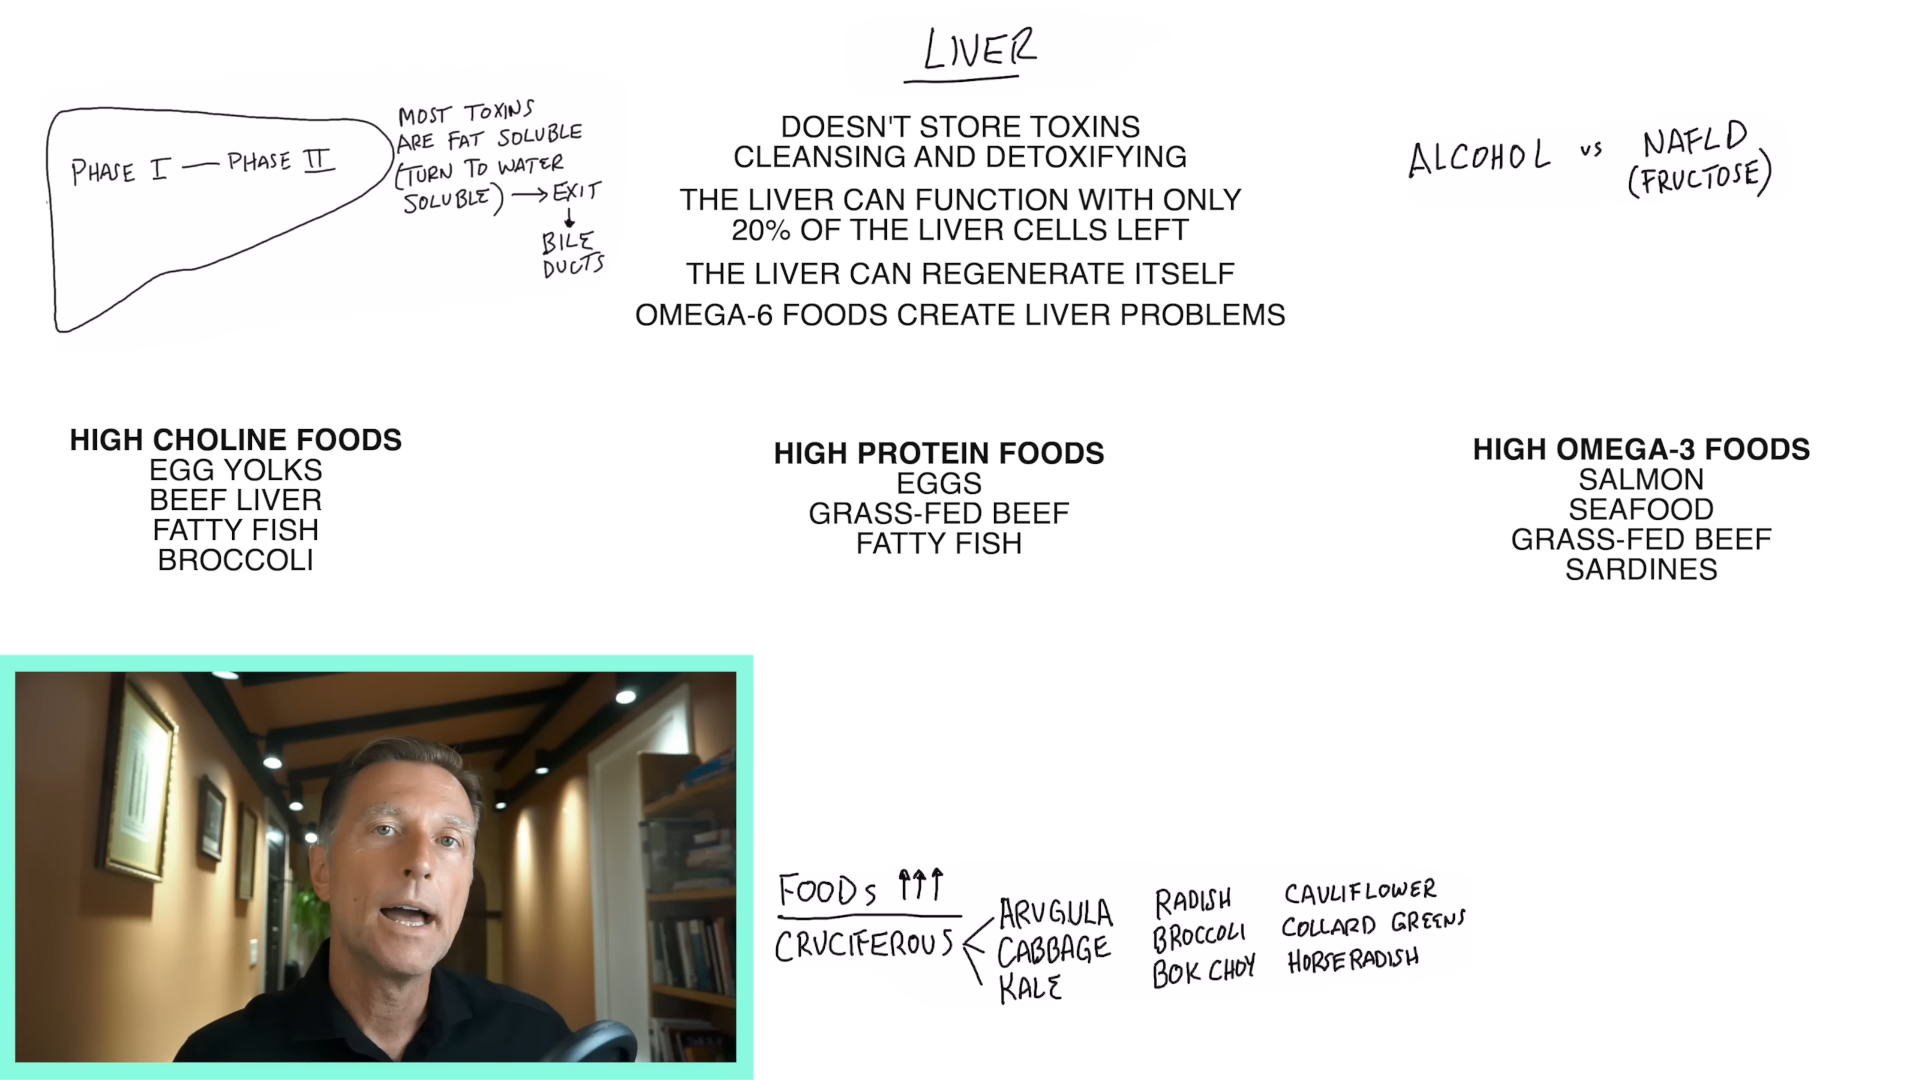 LIVER
PHASE I — PHASE II
MOST TOXINS
ARE FAT SOLUBLE
(TURN TO WATER
SOLUBLE) → EXIT
↓
BILE
DUCTS
DOESN'T STORE TOXINS
CLEANSING AND DETOXIFYING
THE LIVER CAN FUNCTION WITH ONLY
20% OF THE LIVER CELLS LEFT
THE LIVER CAN REGENERATE ITSELF
OMEGA-6 FOODS CREATE LIVER PROBLEMS
ALCOHOL vs NAFLD
(FRUCTOSE)
HIGH CHOLINE FOODS
EGG YOLKS
BEEF LIVER
FATTY FISH
BROCCOLI
HIGH PROTEIN FOODS
EGGS
GRASS-FED BEEF
FATTY FISH
HIGH OMEGA-3 FOODS
SALMON
SEAFOOD
GRASS-FED BEEF
SARDINES
FOODS ↑↑↑
CRUCIFEROUS
ARUGULA
CABBAGE
KALE
RADISH
BROCCOLI
BOK CHOY
CAULIFLOWER
COLLARD GREENS
HORSERADISH